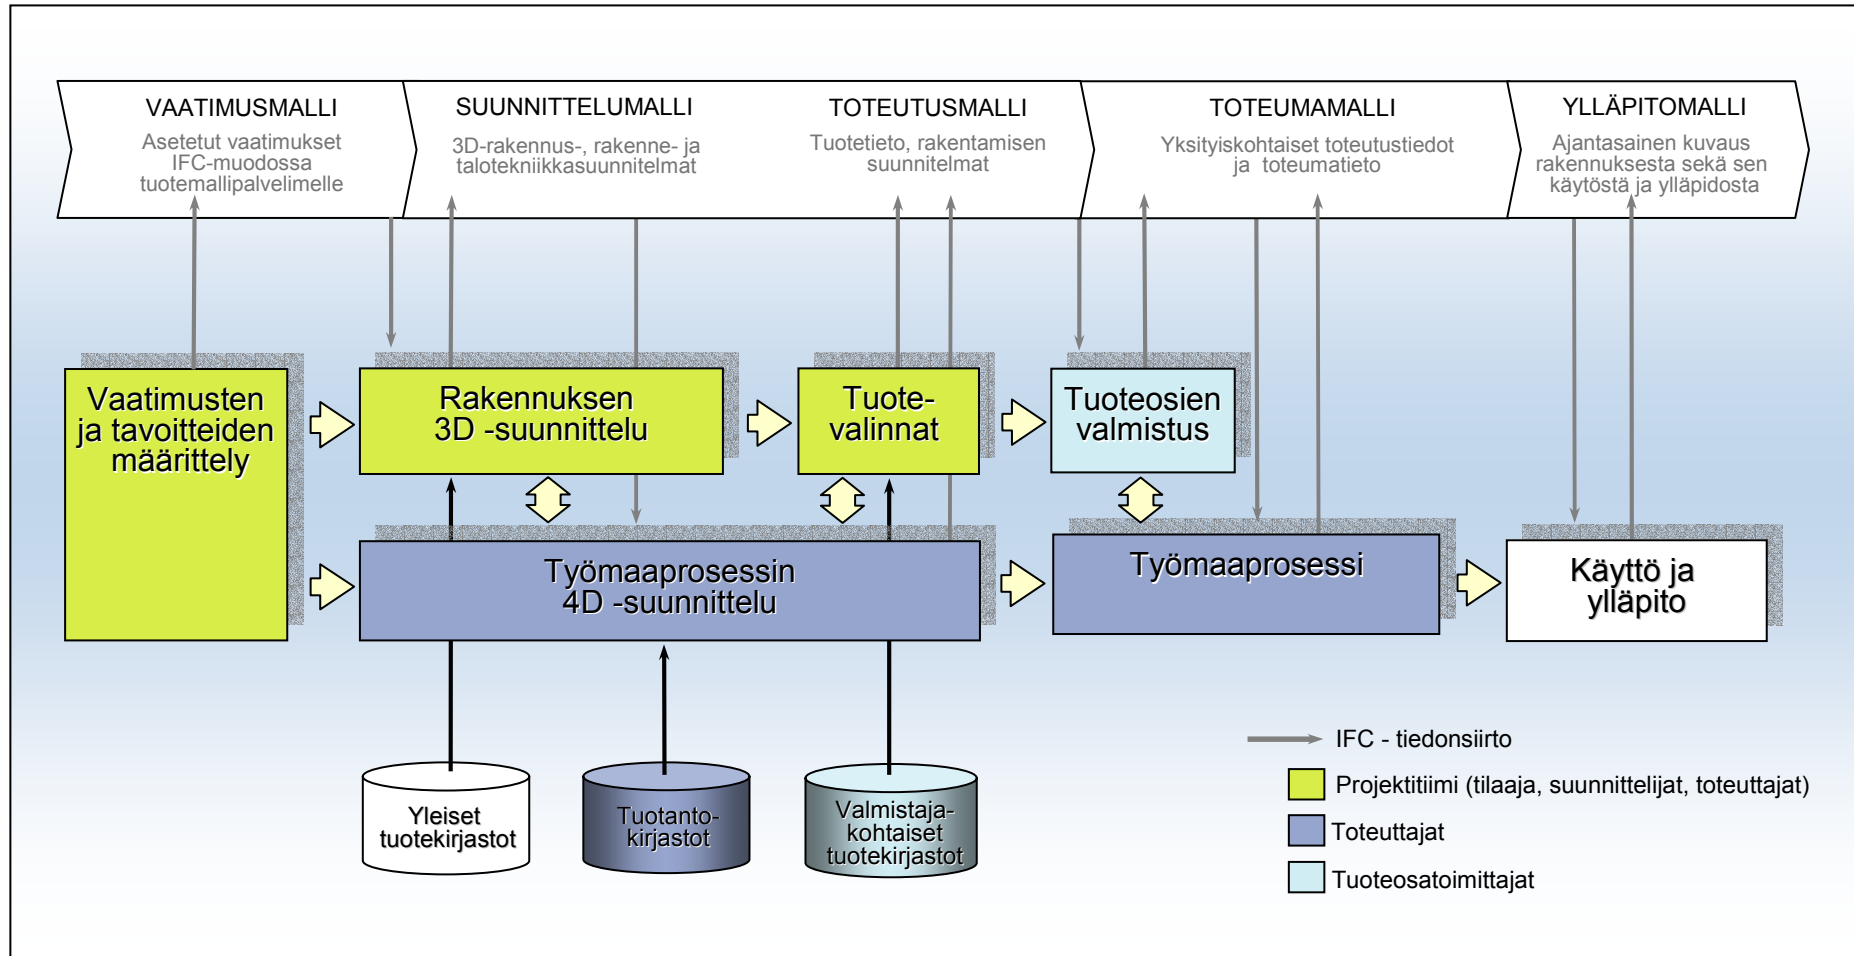 VAATIMUSMALLI
Asetetut vaatimukset
IFC-muodossa
tuotemallipalvelimelle
SUUNNITTELUMALLI
3D-rakennus-, rakenne- ja
talotekniikkasuunnitelmat
TOTEUTUSMALLI
Tuotetieto, rakentamisen
suunnitelmat
TOTEUMAMALLI
Yksityiskohtaiset toteutustiedot
ja toteumatieto
YLLÄPITOMALLI
Ajantasainen kuvaus
rakennuksesta sekä sen
käytöstä ja ylläpidosta
Vaatimusten
ja tavoitteiden
määrittely
Rakennuksen
3D -suunnittelu
Tuote-
valinnat
Tuoteosien
valmistus
Työmaaprosessin
4D -suunnittelu
Työmaaprosessi
Käyttö ja
ylläpito
Yleiset
tuotekirjastot
Tuotanto-
kirjastot
Valmistaja-
kohtaiset
tuotekirjastot
IFC - tiedonsiirto
Projektitiimi (tilaaja, suunnittelijat, toteuttajat)
Toteuttajat
Tuoteosatoimittajat